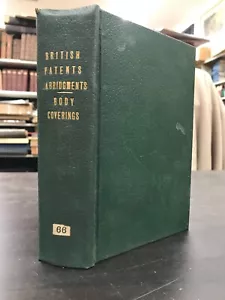 BRITISH
PATENTS
ABRIDGMENTS
BODY
COVERINGS
66